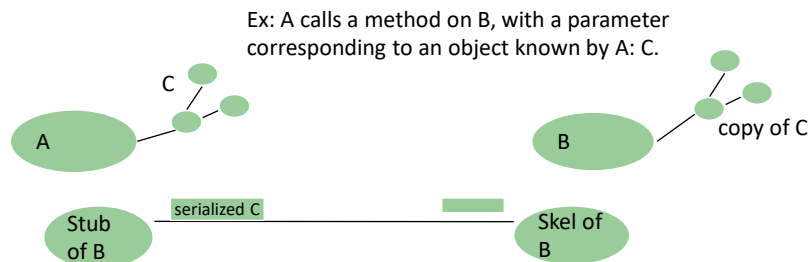 Ex: A calls a method on B, with a parameter
corresponding to an object known by A: C.
C
A
B
copy of C
serialized C
Stub
of B
Skel of
B